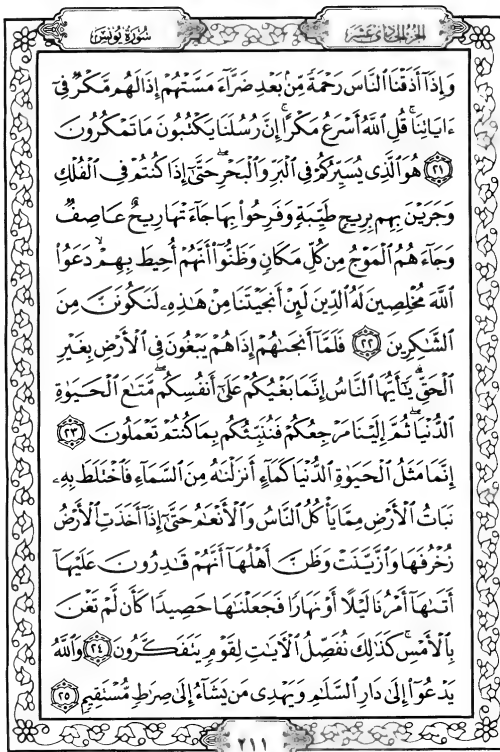 الجزء الحادي عشر
سورة يونس
وَإِذَآ أَذَقْنَا ٱلنَّاسَ رَحْمَةً مِّنۢ بَعْدِ ضَرَّآءَ مَسَّتْهُمْ إِذَا لَهُم مَّكْرٌ فِىٓ
ءَايَاتِنَا ۚ قُلِ ٱللَّهُ أَسْرَعُ مَكْرًا ۚ إِنَّ رُسُلَنَا يَكْتُبُونَ مَا تَمْكُرُونَ
﴿٢١﴾ هُوَ ٱلَّذِى يُسَيِّرُكُمْ فِى ٱلْبَرِّ وَٱلْبَحْرِ ۖ حَتَّىٰٓ إِذَا كُنتُمْ فِى ٱلْفُلْكِ
وَجَرَيْنَ بِهِم بِرِيحٍ طَيِّبَةٍ وَفَرِحُوا۟ بِهَا جَآءَتْهَا رِيحٌ عَاصِفٌ
وَجَآءَهُمُ ٱلْمَوْجُ مِن كُلِّ مَكَانٍ وَظَنُّوٓا۟ أَنَّهُمْ أُحِيطَ بِهِمْ ۙ دَعَوُا۟
ٱللَّهَ مُخْلِصِينَ لَهُ ٱلدِّينَ لَئِنْ أَنجَيْتَنَا مِنْ هَٰذِهِۦ لَنَكُونَنَّ مِنَ
ٱلشَّٰكِرِينَ ﴿٢٢﴾ فَلَمَّآ أَنجَىٰهُمْ إِذَا هُمْ يَبْغُونَ فِى ٱلْأَرْضِ بِغَيْرِ
ٱلْحَقِّ ۗ يَٰٓأَيُّهَا ٱلنَّاسُ إِنَّمَا بَغْيُكُمْ عَلَىٰٓ أَنفُسِكُم ۖ مَّتَٰعَ ٱلْحَيَوٰةِ
ٱلدُّنْيَا ۖ ثُمَّ إِلَيْنَا مَرْجِعُكُمْ فَنُنَبِّئُكُم بِمَا كُنتُمْ تَعْمَلُونَ ﴿٢٣﴾
إِنَّمَا مَثَلُ ٱلْحَيَوٰةِ ٱلدُّنْيَا كَمَآءٍ أَنزَلْنَٰهُ مِنَ ٱلسَّمَآءِ فَٱخْتَلَطَ بِهِۦ
نَبَاتُ ٱلْأَرْضِ مِمَّا يَأْكُلُ ٱلنَّاسُ وَٱلْأَنْعَٰمُ حَتَّىٰٓ إِذَآ أَخَذَتِ ٱلْأَرْضُ
زُخْرُفَهَا وَٱزَّيَّنَتْ وَظَنَّ أَهْلُهَآ أَنَّهُمْ قَٰدِرُونَ عَلَيْهَآ
أَتَىٰهَآ أَمْرُنَا لَيْلًا أَوْ نَهَارًا فَجَعَلْنَٰهَا حَصِيدًا كَأَن لَّمْ تَغْنَ
بِٱلْأَمْسِ ۚ كَذَٰلِكَ نُفَصِّلُ ٱلْءَايَٰتِ لِقَوْمٍ يَتَفَكَّرُونَ ﴿٢٤﴾ وَٱللَّهُ
يَدْعُوٓا۟ إِلَىٰ دَارِ ٱلسَّلَٰمِ وَيَهْدِى مَن يَشَآءُ إِلَىٰ صِرَٰطٍ مُّسْتَقِيمٍ ﴿٢٥﴾
٢١١